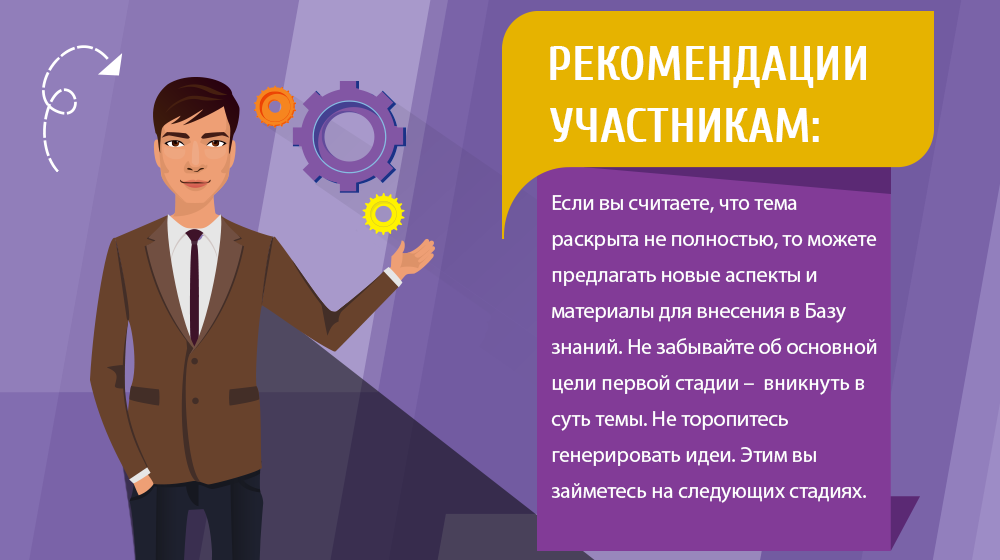 РЕКОМЕНДАЦИИ
УЧАСТНИКАМ:
Если вы считаете, что тема
раскрыта не полностью, то можете
предлагать новые аспекты и
материалы для внесения в Базу
знаний. Не забывайте об основной
цели первой стадии –  вникнуть в
суть темы. Не торопитесь
генерировать идеи. Этим вы
займетесь на следующих стадиях.